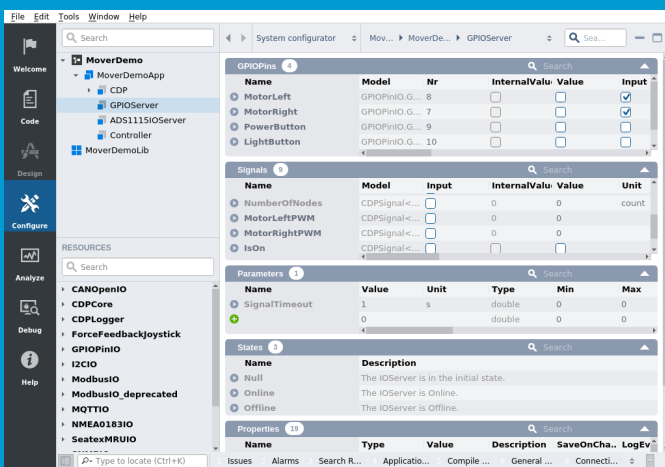 File Edit Tools Window Help
Welcome
Code
Design
Configure
Analyze
Debug
Help
Search
MoverDemo
MoverDemoApp
CDP
GPIOServer
ADS1115IOServer
Controller
MoverDemoLib
RESOURCES
Search
CANOpenIO
CDPCore
CDPLogger
ForceFeedbackJoystick
GPIOPinIO
I2CIO
ModbusIO
ModbusIO_deprecated
MQTTIO
NMEA0183IO
SeatexMRUIO
System configurator Mov... MoverDe... GPIOServer Sea...
GPIOPins 4 Search
Name Model Nr InternalValu Value Input
MotorLeft GPIOPinIO.G... 8
MotorRight GPIOPinIO.G... 7
PowerButton GPIOPinIO.G... 9
LightButton GPIOPinIO.G... 10
Signals 9 Search
Name Model Input InternalValu Value Unit
NumberOfNodes CDPSignal<... 0 0 count
MotorLeftPWM CDPSignal<... 0 0
MotorRightPWM CDPSignal<... 0 0
IsOn CDPSignal<...
Parameters 1 Search
Name Value Unit Type Min Max
SignalTimeout 1 s double 0 0
0 double 0 0
States 3 Search
Name Description
Null The IOServer is in the initial state.
Online The IOServer is Online.
Offline The IOServer is Offline.
Properties 19 Search
Name Type Value Description SaveOnCha.. LogEv
Type to locate (Ctrl+K) 1 Issues 2 Alarms 3 Search R... 4 Applicatio... 5 Compile ... 6 General ... 8 Connecti...